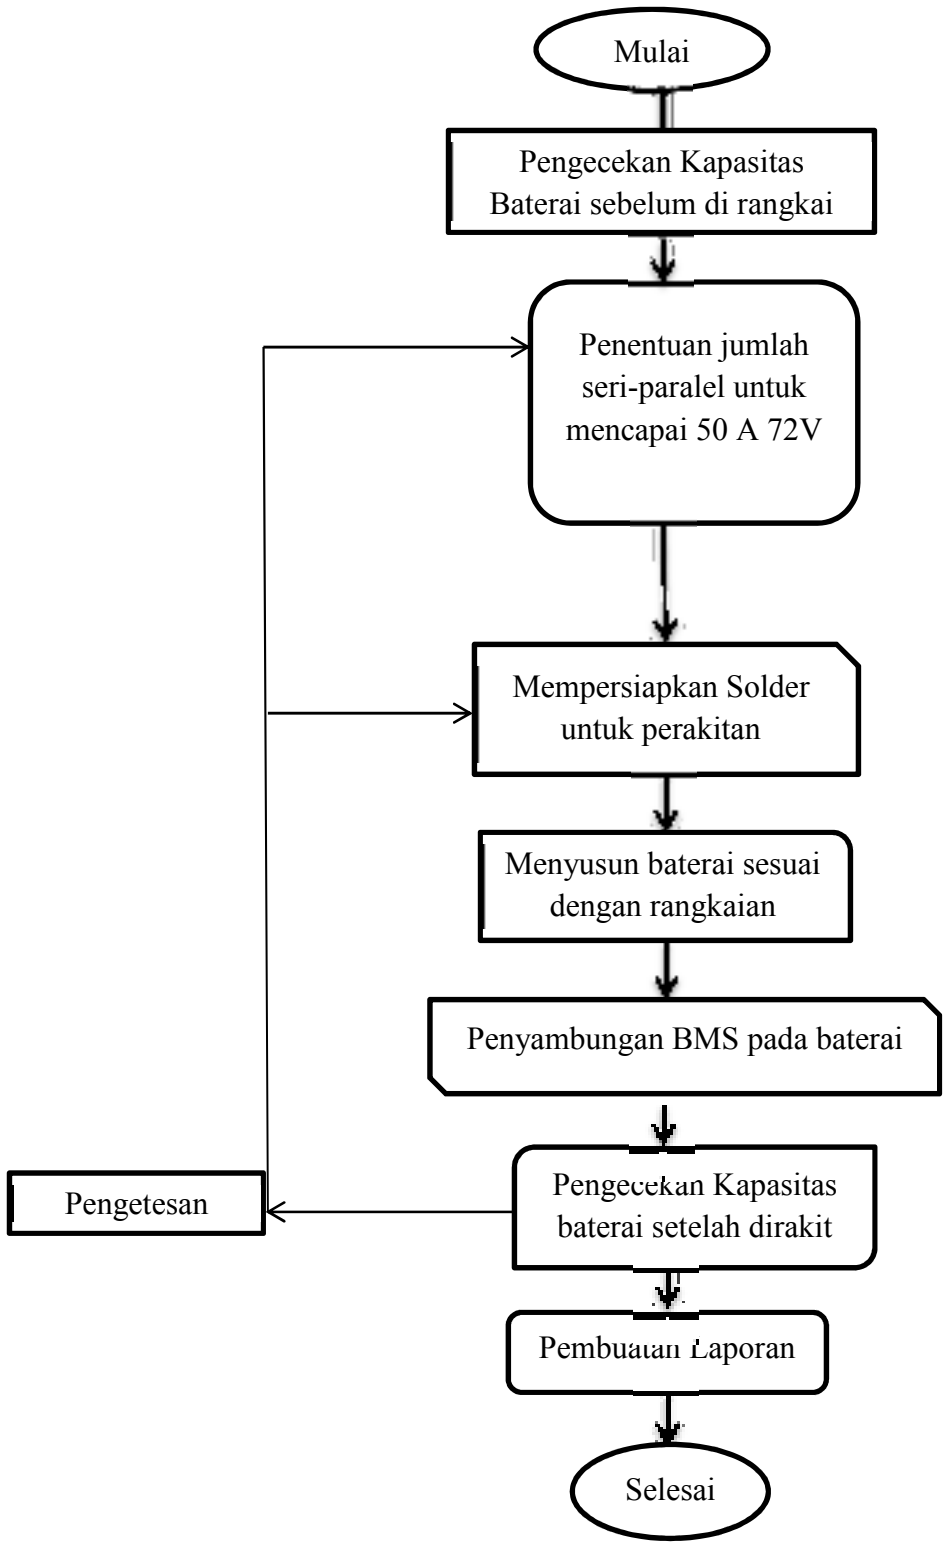 Mulai
Pengecekan Kapasitas
Baterai sebelum di rangkai
Penentuan jumlah
seri-paralel untuk
mencapai 50 A 72V
Mempersiapkan Solder
untuk perakitan
Menyusun baterai sesuai
dengan rangkaian
Penyambungan BMS pada baterai
Pengecekan Kapasitas
baterai setelah dirakit
Pengetesan
Pembuatan Laporan
Selesai